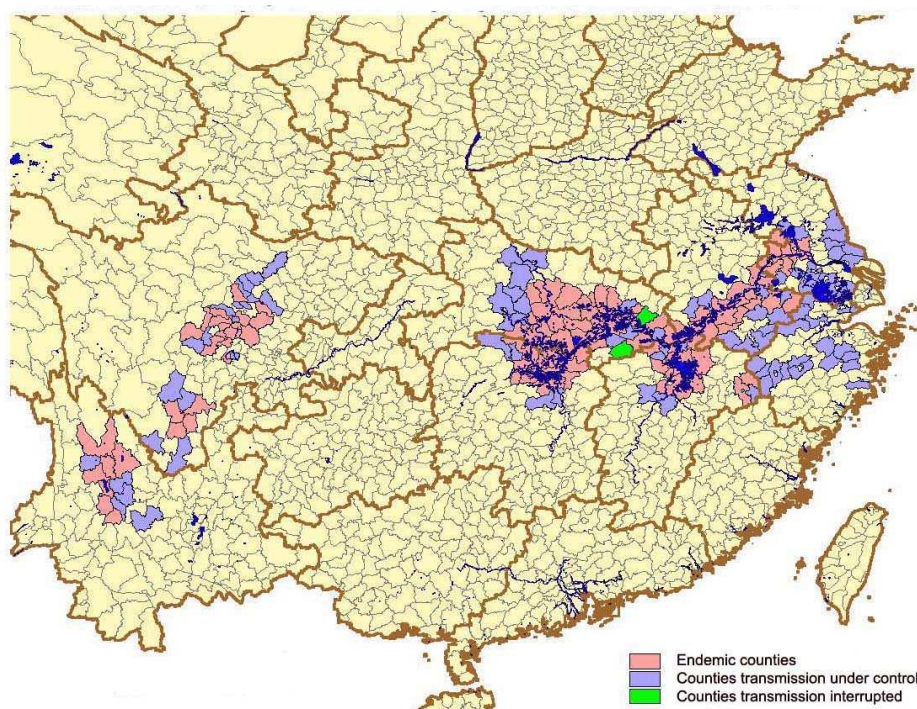 Endemic counties
Counties transmission under control
Counties transmission interrupted